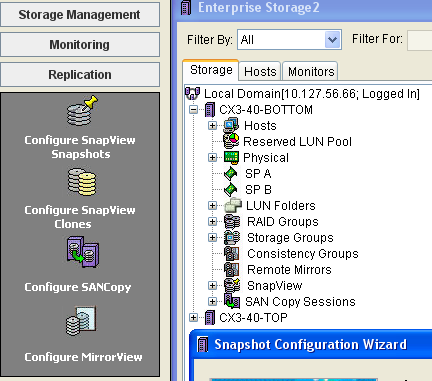 Storage Management
Monitoring
Replication
Configure SnapView
Snapshots
Configure SnapView
Clones
Configure SANCopy
Configure MirrorView
Enterprise Storage2
Filter By: All Filter For:
Storage Hosts Monitors
Local Domain[10.127.56.66; Logged In]
CX3-40-BOTTOM
Hosts
Reserved LUN Pool
Physical
SP A
SP B
LUN Folders
RAID Groups
Storage Groups
Consistency Groups
Remote Mirrors
SnapView
SAN Copy Sessions
CX3-40-TOP
Snapshot Configuration Wizard